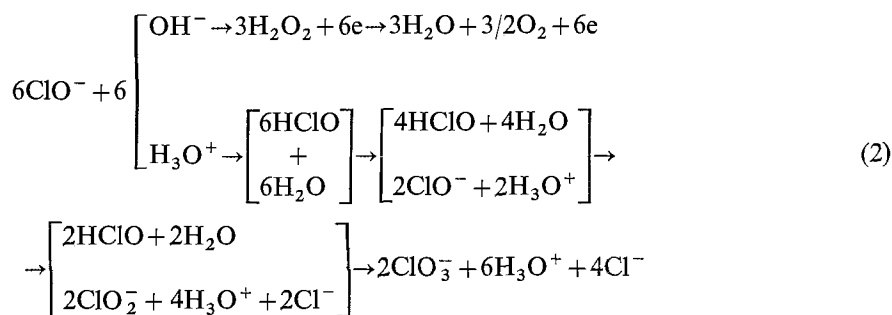 OH⁻→3H₂O₂ + 6e→3H₂O + 3/2O₂ + 6e
6ClO⁻ + 6
H₃O⁺ → [6HClO + 6H₂O] → [4HClO + 4H₂O 2ClO⁻ + 2H₃O⁺] → (2)
→ [2HClO + 2H₂O 2ClO₂⁻ + 4H₃O⁺ + 2Cl⁻] → 2ClO₃⁻ + 6H₃O⁺ + 4Cl⁻